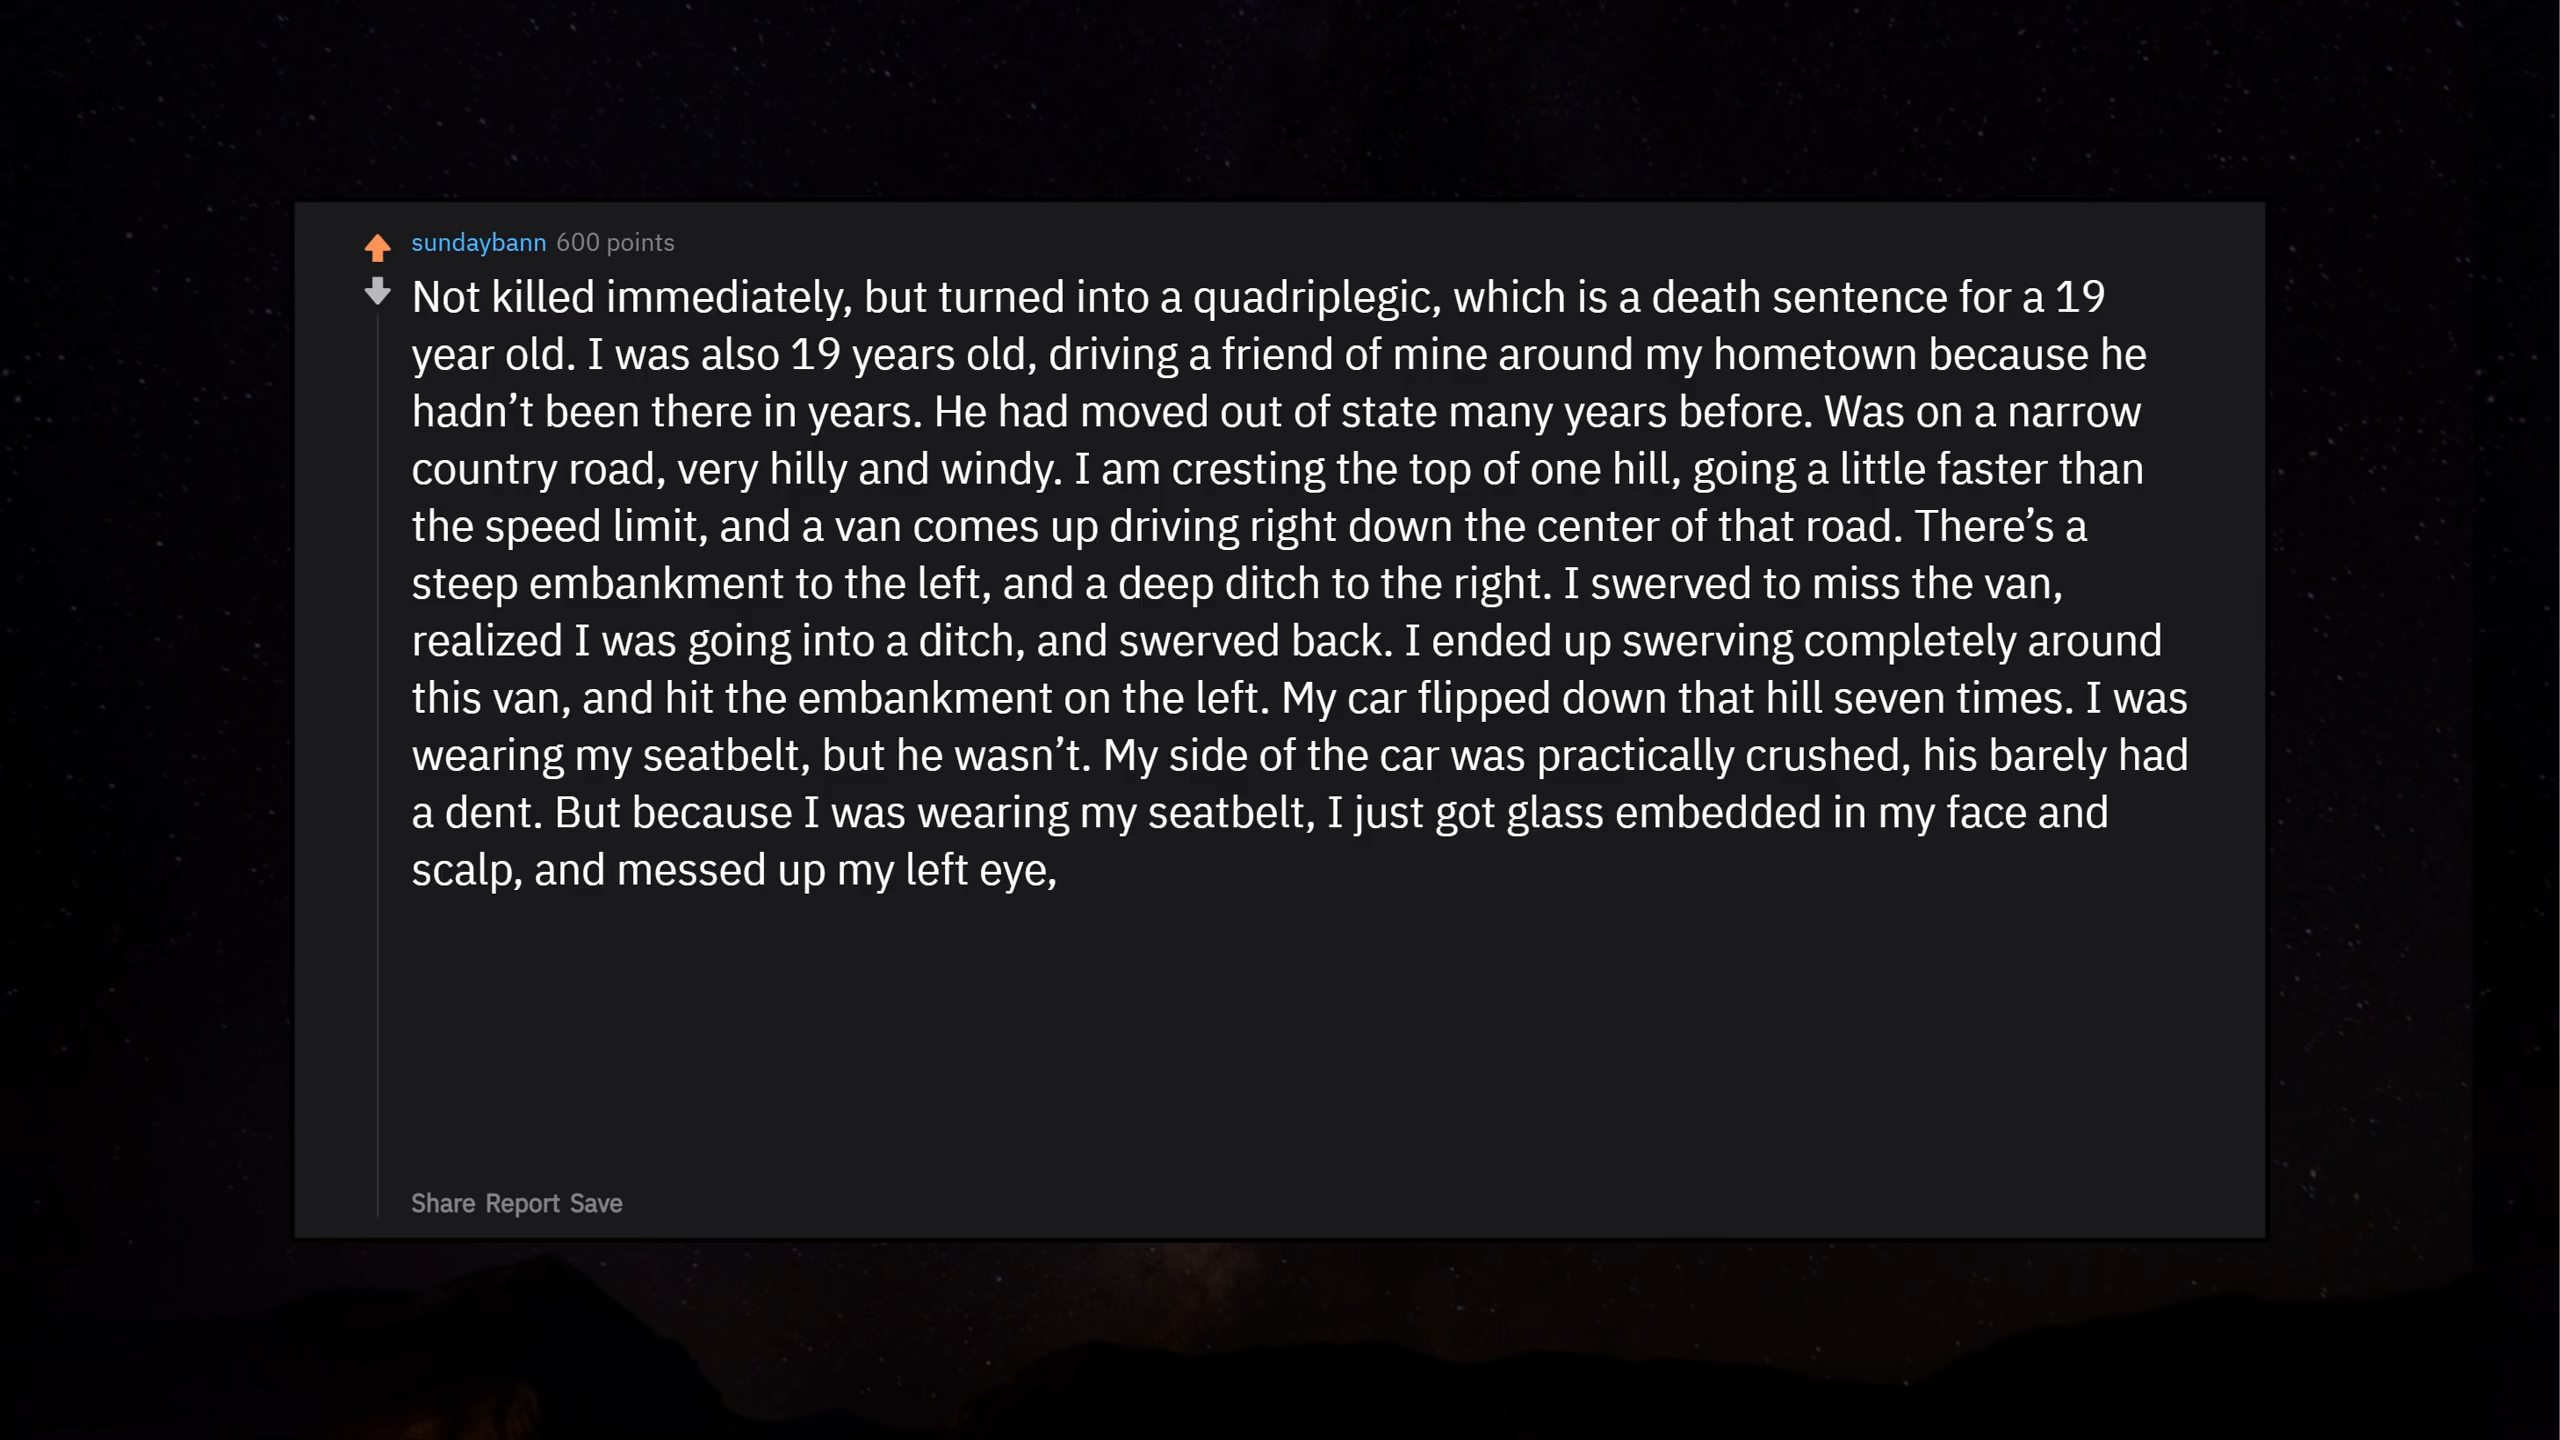 sundaybann 600 points
Not killed immediately, but turned into a quadriplegic, which is a death sentence for a 19
year old. I was also 19 years old, driving a friend of mine around my hometown because he
hadn’t been there in years. He had moved out of state many years before. Was on a narrow
country road, very hilly and windy. I am cresting the top of one hill, going a little faster than
the speed limit, and a van comes up driving right down the center of that road. There’s a
steep embankment to the left, and a deep ditch to the right. I swerved to miss the van,
realized I was going into a ditch, and swerved back. I ended up swerving completely around
this van, and hit the embankment on the left. My car flipped down that hill seven times. I was
wearing my seatbelt, but he wasn’t. My side of the car was practically crushed, his barely had
a dent. But because I was wearing my seatbelt, I just got glass embedded in my face and
scalp, and messed up my left eye,
Share Report Save